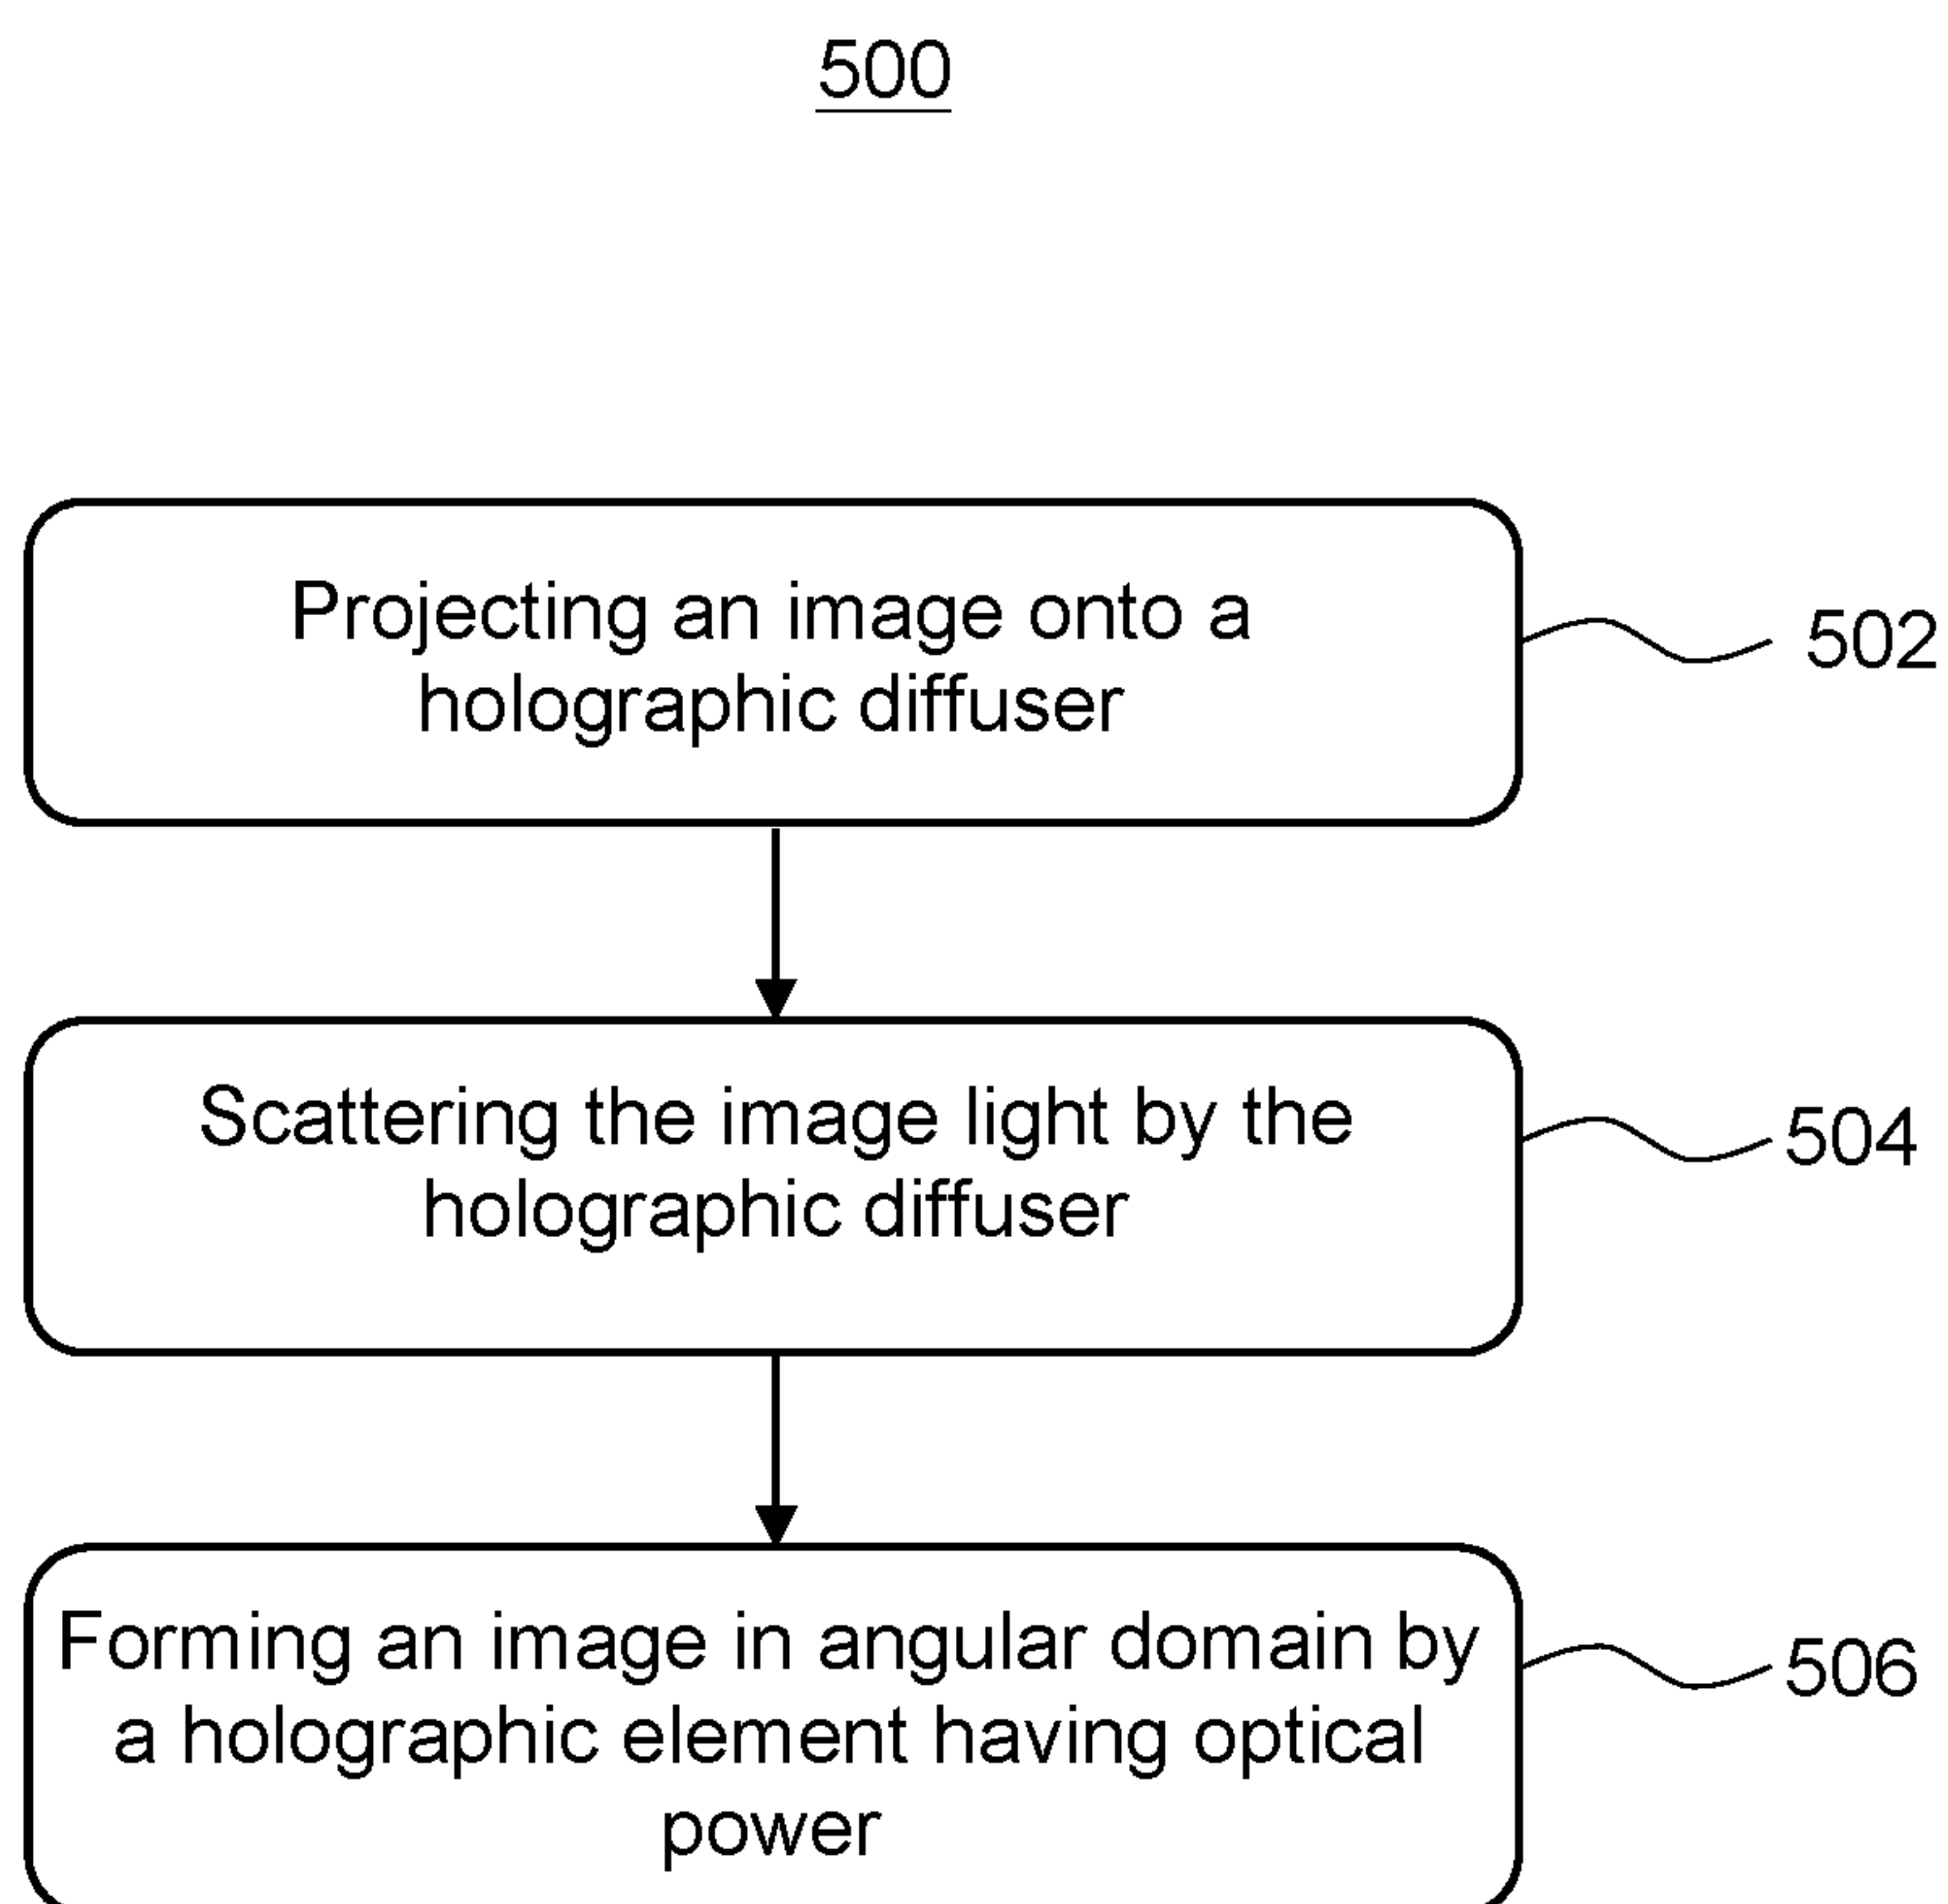 500
Projecting an image onto a
holographic diffuser
502
Scattering the image light by the
holographic diffuser
504
Forming an image in angular domain by
a holographic element having optical
power
506